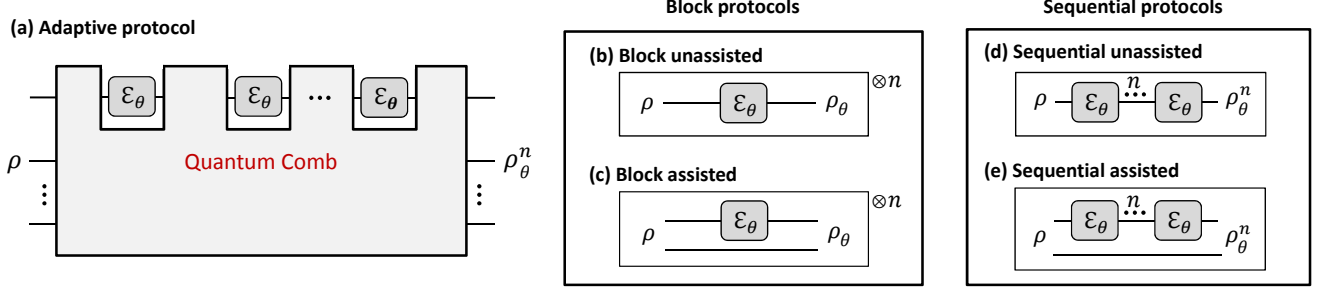 Block protocols
Sequential protocols
(a) Adaptive protocol
ℰθ ℰθ ... ℰθ
Quantum Comb
ρ
⋮
ρθⁿ
⋮
(b) Block unassisted
ρ ℰθ ρθ ⊗n
(c) Block assisted
ρ ℰθ ρθ ⊗n
(d) Sequential unassisted
ρ ℰθ n ... ℰθ ρθⁿ
(e) Sequential assisted
ρ ℰθ n ... ℰθ ρθⁿ